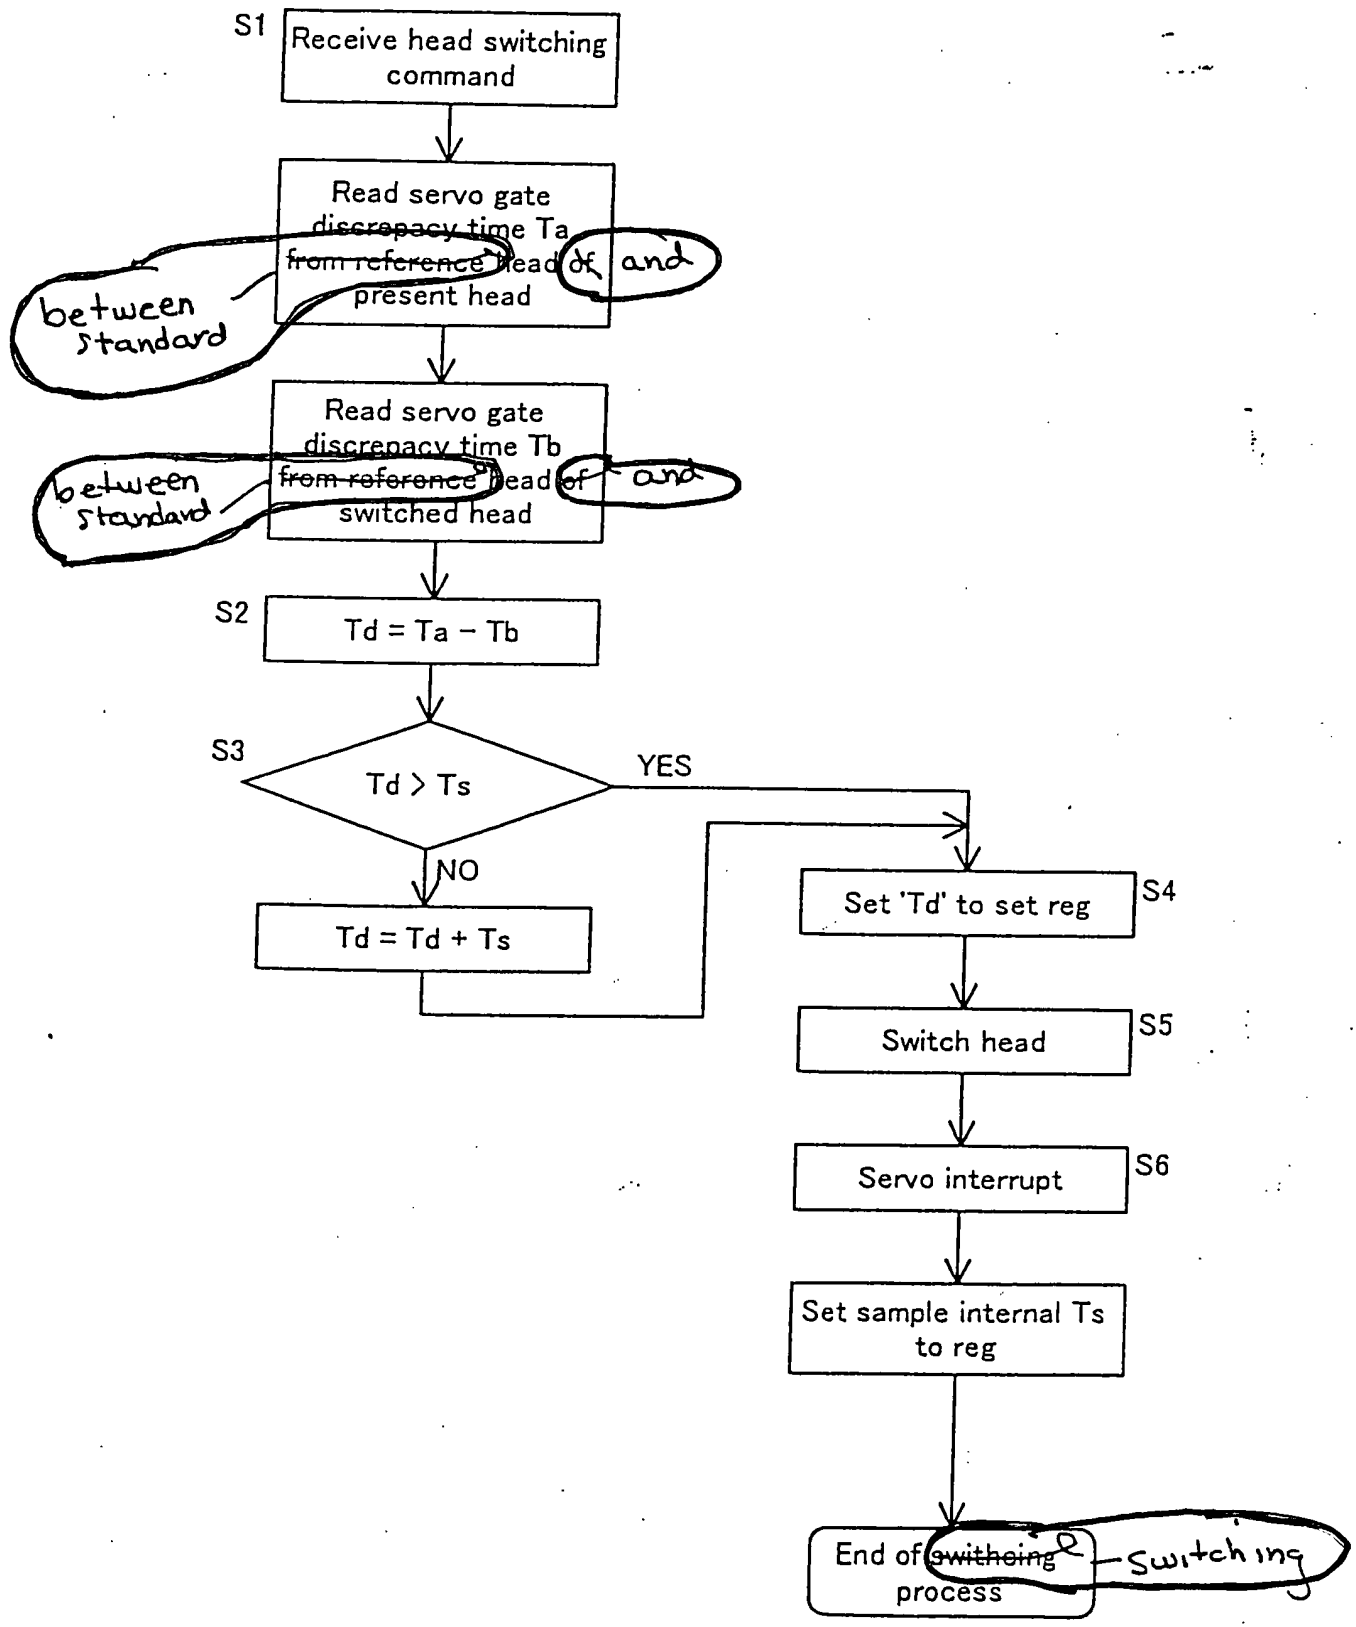 S1
Receive head switching
command
Read servo gate
discrepacy time Ta
from reference head of and
present head
between
standard
Read servo gate
discrepacy time Tb
from reference head of and
switched head
between
standard
S2
Td = Ta - Tb
S3
Td > Ts
YES
NO
Td = Td + Ts
Set 'Td' to set reg
S4
Switch head
S5
Servo interrupt
S6
Set sample internal Ts
to reg
End of swithcing switching
process